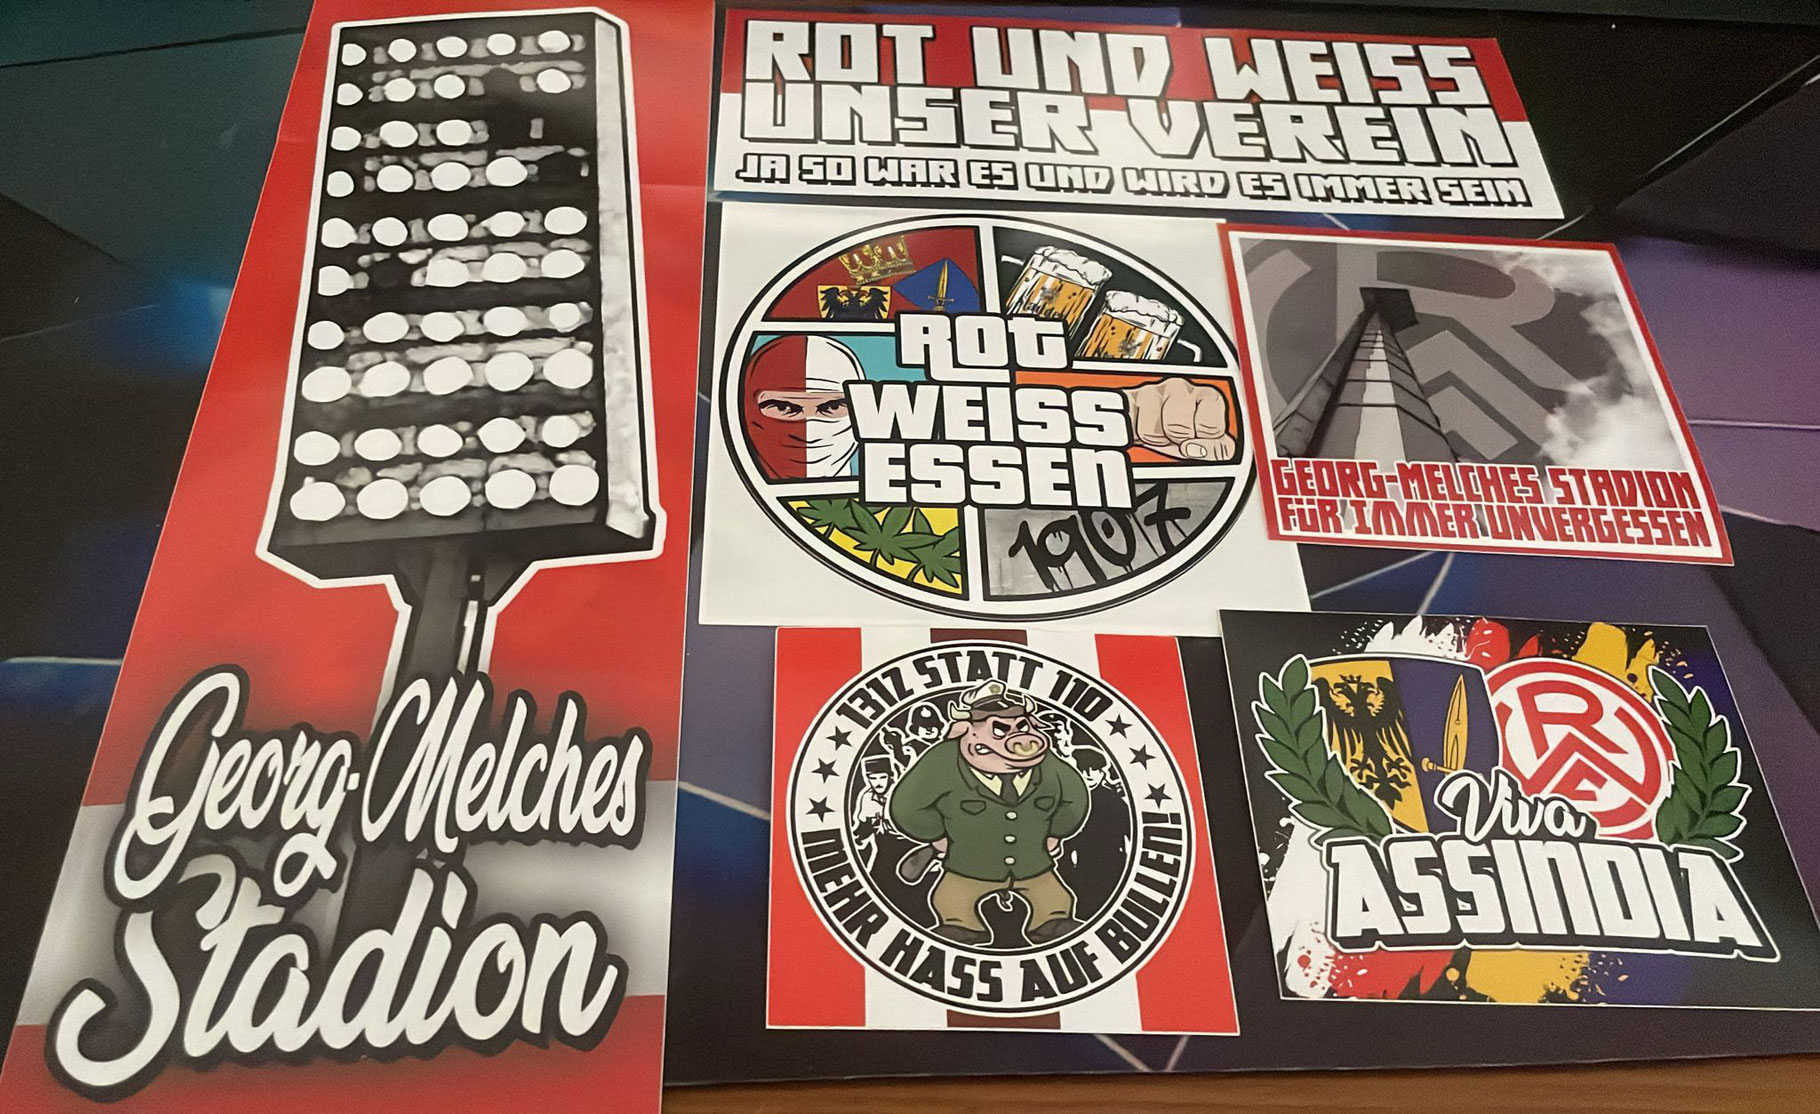 Georg-Melches
Stadion
ROT UND WEISS
UNSER VEREIN
JA SO WAR ES UND WIRD ES IMMER SEIN
ROT
WEISS
ESSEN
1907
GEORG-MELCHES STADION
FÜR IMMER UNVERGESSEN
1312 STATT 110
MEHR HASS AUF BULLEN!
RWE
Viva
ASSINDIA